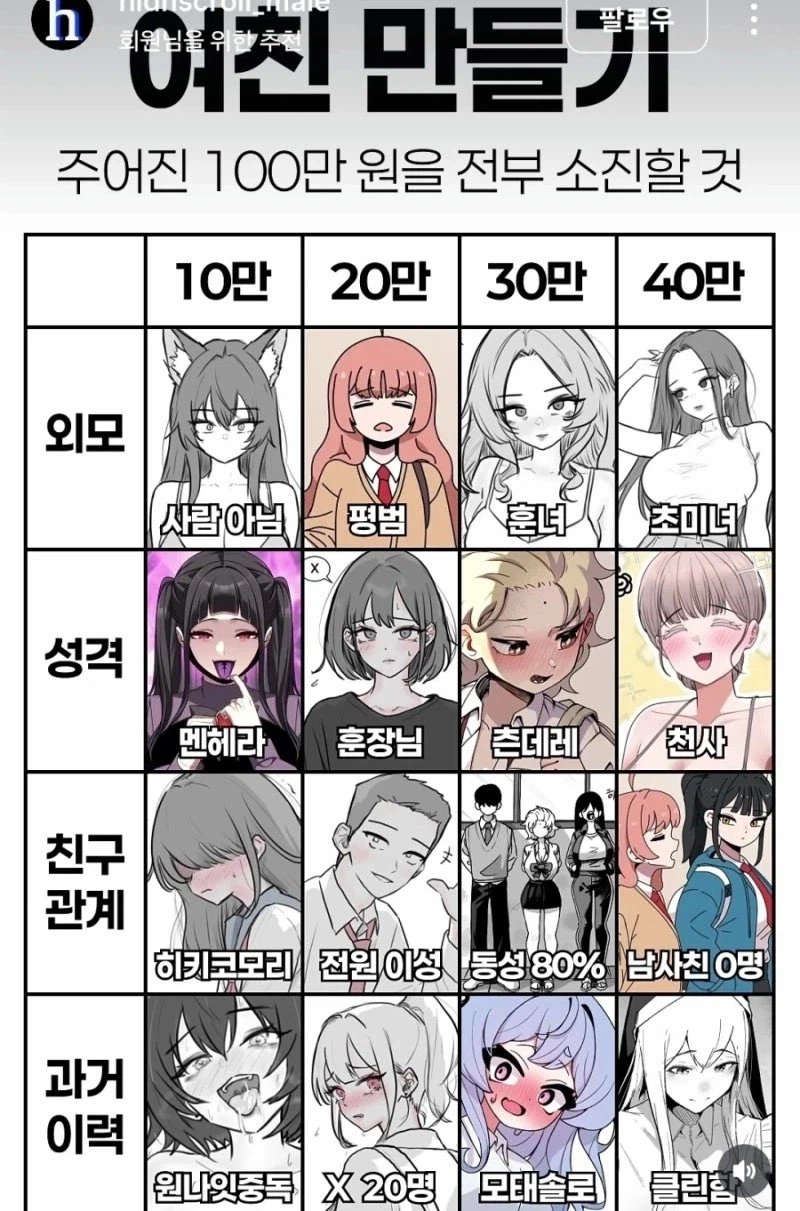 highscroll_male
회원님을 위한 추천
팔로우
여친 만들기
주어진 100만 원을 전부 소진할 것
10만 20만 30만 40만
외모
사람 아님 평범 훈녀 초미녀
성격
X
멘헤라 훈장님 츤데레 천사
친구
관계
히키코모리 전원 이성 동성 80% 남사친 0명
과거
이력
원나잇중독 X 20명 모태솔로 클린함